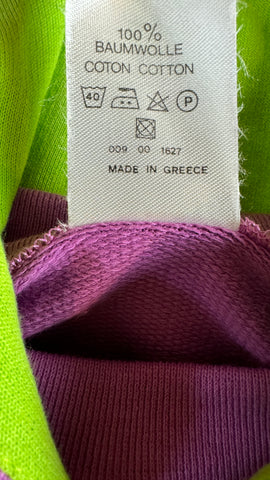 100%
BAUMWOLLE
COTON COTTON
40 P
009 00 1627
MADE IN GREECE